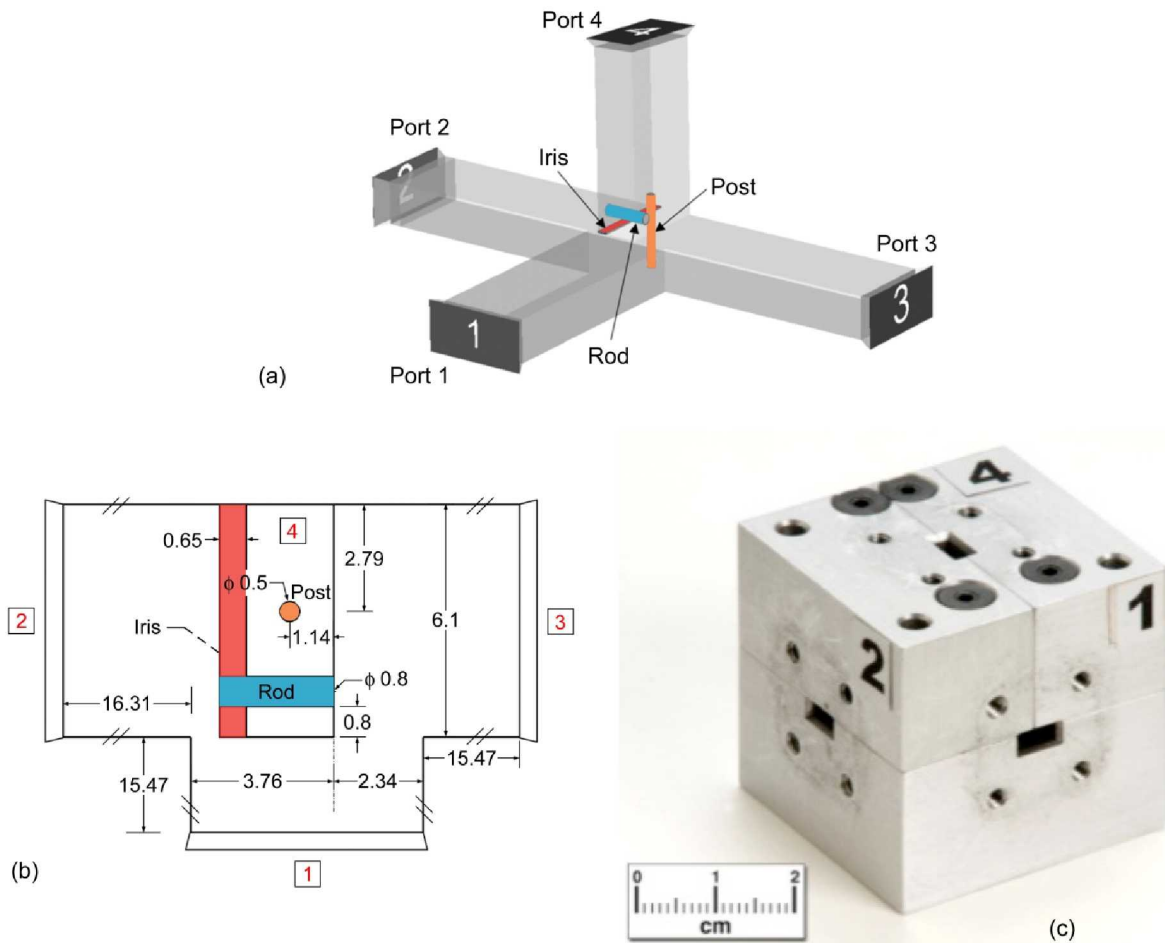 Port 4
4
Port 2
2
Iris
Post
Port 3
3
1
Rod
Port 1
(a)
0.65
4
2.79
ϕ 0.5
Post
2
Iris
1.14
6.1
3
Rod
ϕ 0.8
16.31
0.8
15.47
15.47
3.76
2.34
1
(b)
4
1
2
0 1 2
cm
(c)